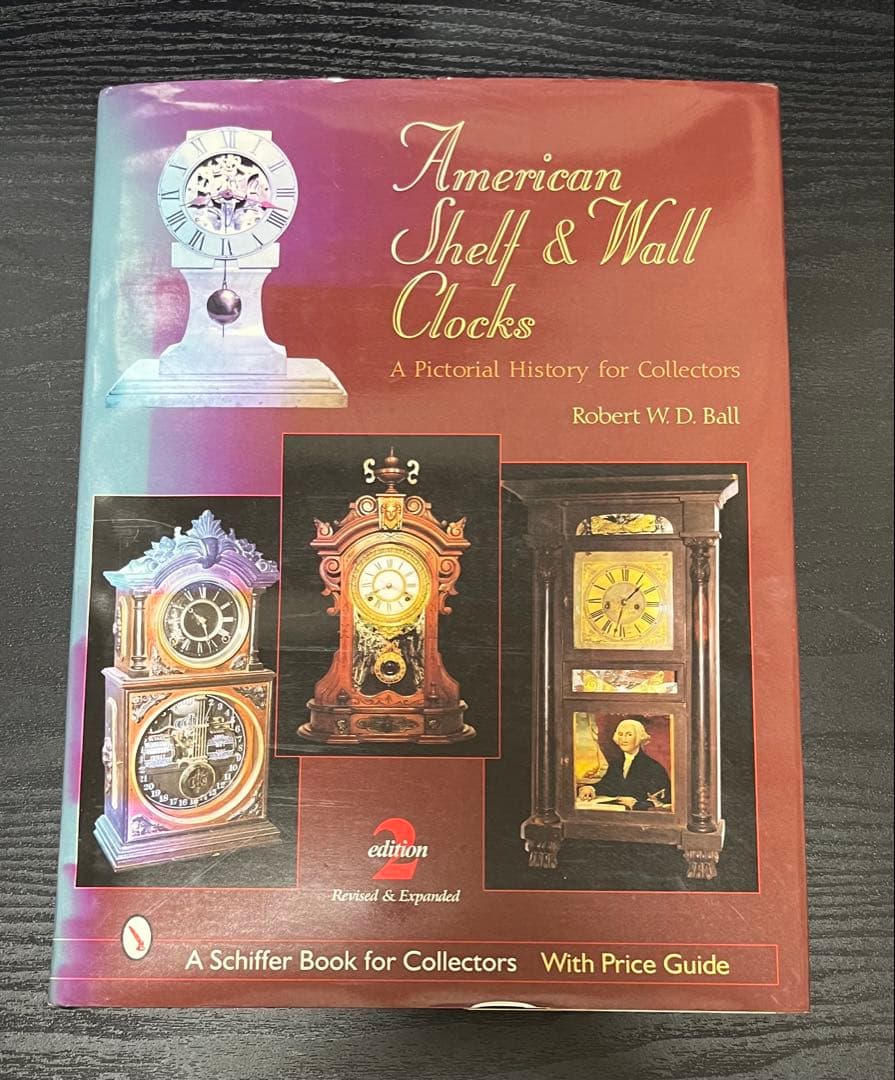 American
Shelf & Wall
Clocks
A Pictorial History for Collectors
Robert W. D. Ball
2
edition
Revised & Expanded
A Schiffer Book for Collectors With Price Guide